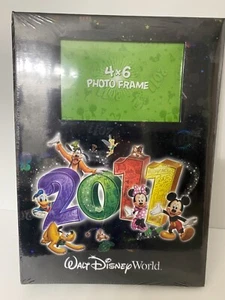 4x6
PHOTO FRAME
2011
WALT DISNEY World